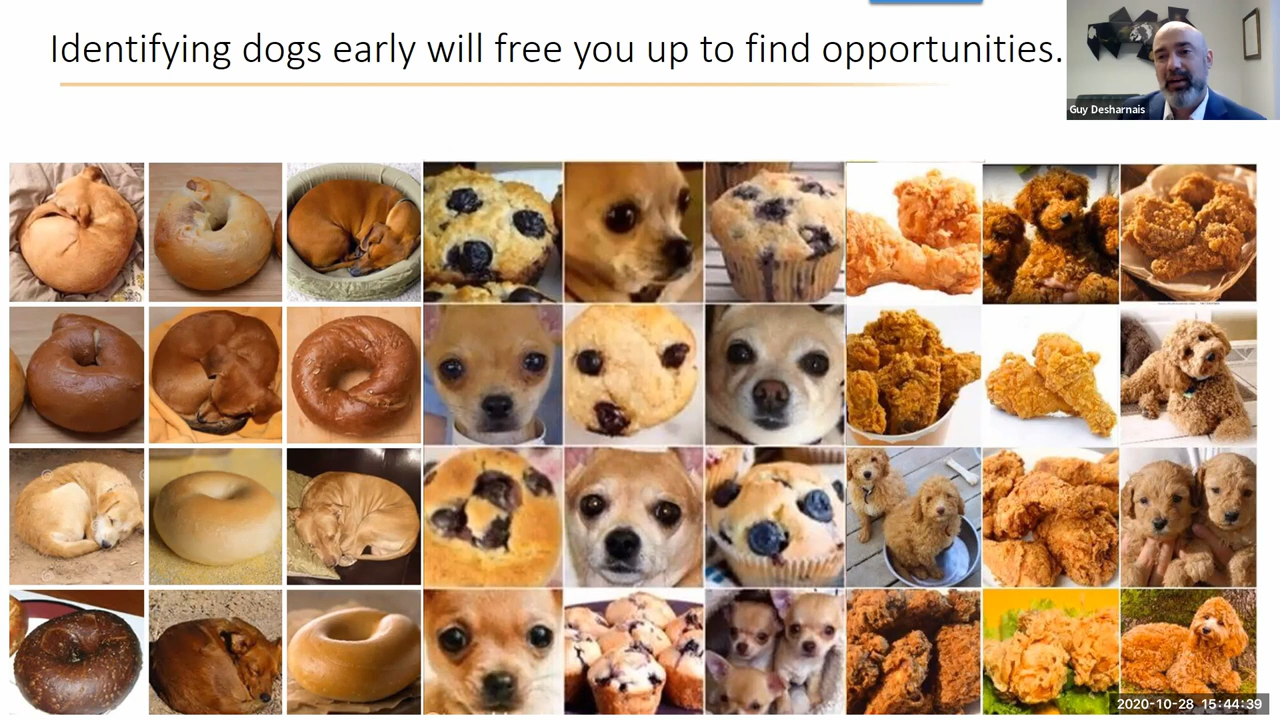 Identifying dogs early will free you up to find opportunities.
Guy Desharnais
2020-10-28 15:44:39